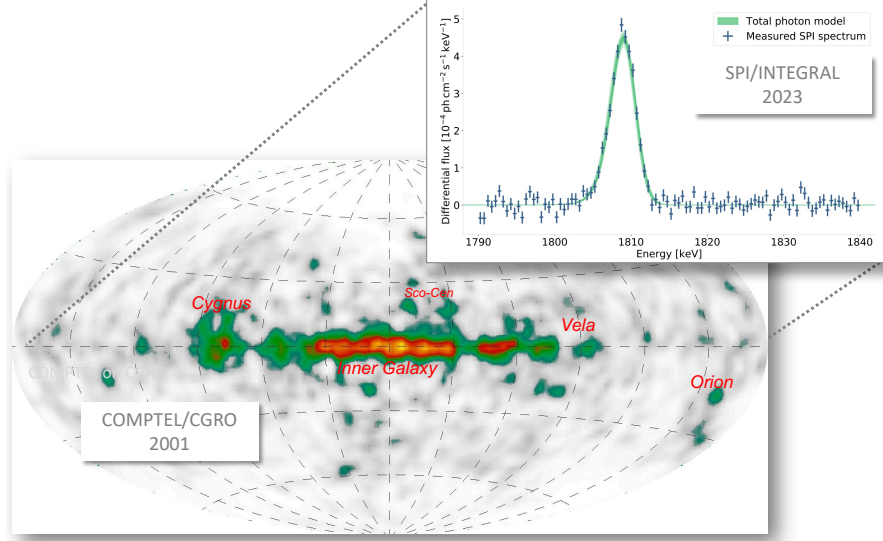 Differential flux [10⁻⁴ ph cm⁻² s⁻¹ keV⁻¹]
5
4
3
2
1
0
Total photon model
Measured SPI spectrum
SPI/INTEGRAL
2023
1790 1800 1810 1820 1830 1840
Energy [keV]
Cygnus
Sco-Cen
Vela
Inner Galaxy
Orion
COMPTEL/CGRO
2001